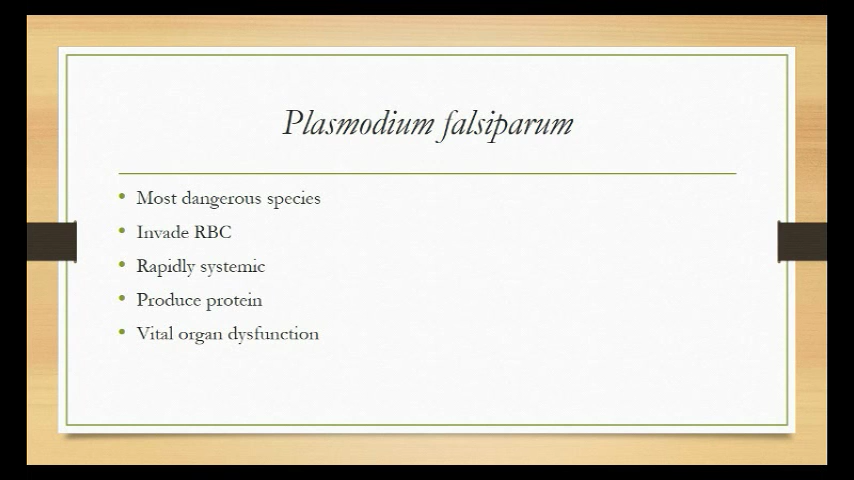 Plasmodium falsiparum
• Most dangerous species
• Invade RBC
• Rapidly systemic
• Produce protein
• Vital organ dysfunction